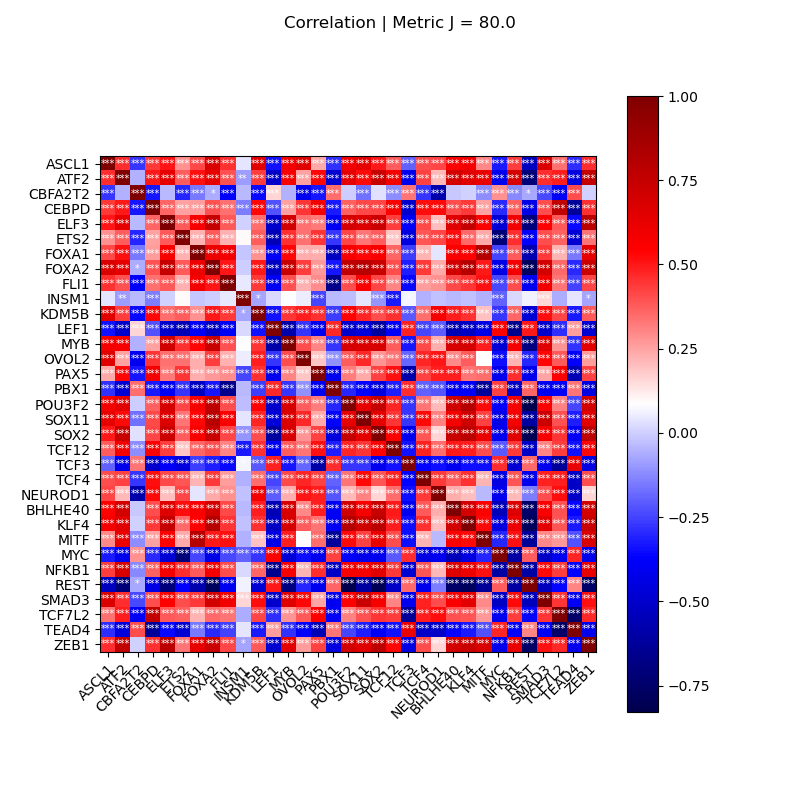 Correlation | Metric J = 80.0
ASCL1
ATF2
CBFA2T2
CEBPD
ELF3
ETS2
FOXA1
FOXA2
FLI1
INSM1
KDM5B
LEF1
MYB
OVOL2
PAX5
PBX1
POU3F2
SOX11
SOX2
TCF12
TCF3
TCF4
NEUROD1
BHLHE40
KLF4
MITF
MYC
NFKB1
REST
SMAD3
TCF7L2
TEAD4
ZEB1
ASCL1
ATF2
CBFA2T2
CEBPD
ELF3
ETS2
FOXA1
FOXA2
FLI1
INSM1
KDM5B
LEF1
MYB
OVOL2
PAX5
PBX1
POU3F2
SOX11
SOX2
TCF12
TCF3
TCF4
NEUROD1
BHLHE40
KLF4
MITF
MYC
NFKB1
REST
SMAD3
TCF7L2
TEAD4
ZEB1
1.00
0.75
0.50
0.25
0.00
−0.25
−0.50
−0.75